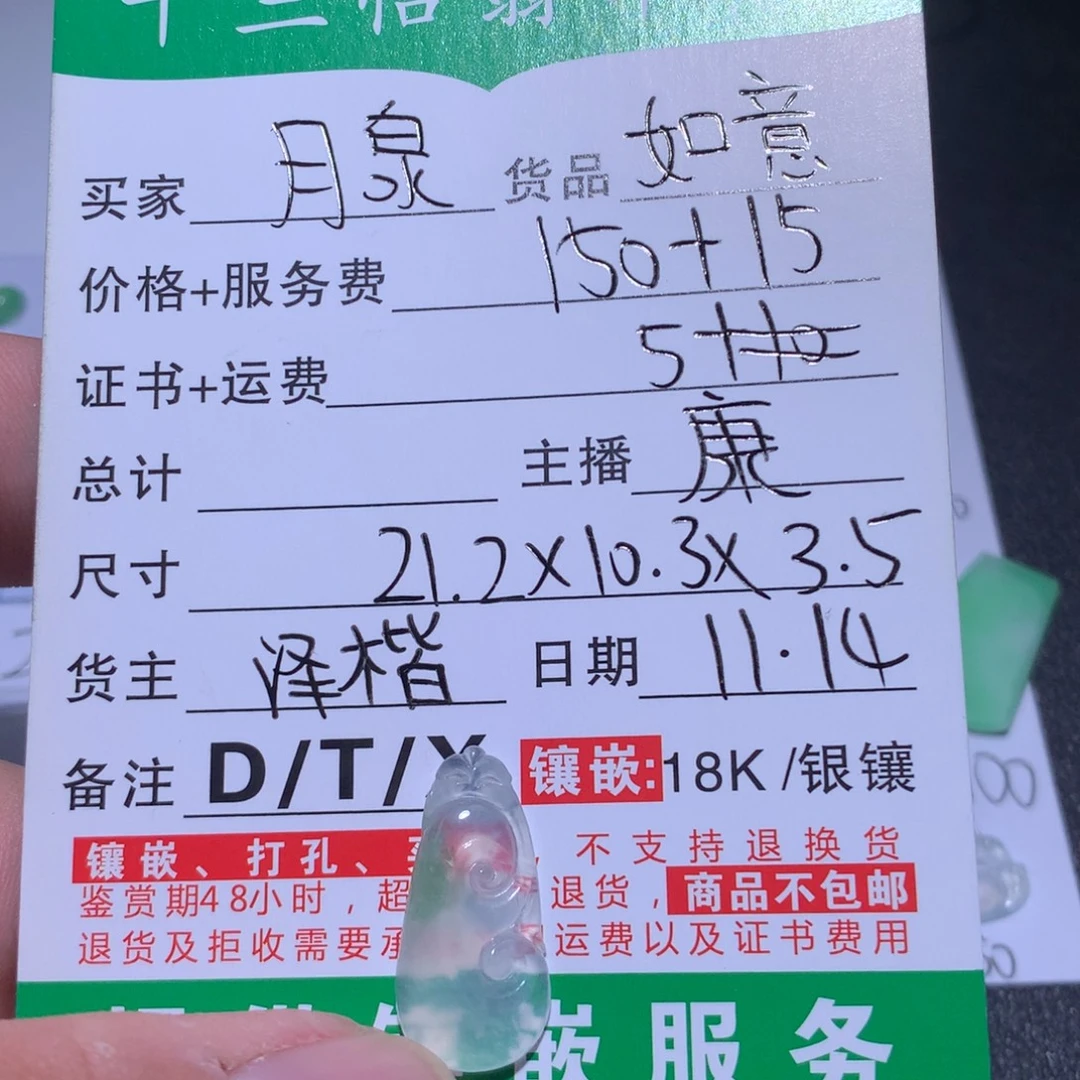 买家 月泉 货品 如意
价格+服务费 150+15
证书+运费 5+
总计 主播 康
尺寸 21.2×10.3×3.5
货主 泽楷 日期 11.14
备注 D/T/Y 镶嵌:18K/银镶
镶嵌、打孔、 ,不支持退换货
鉴赏期48小时,超 退货,商品不包邮
退货及拒收需要承 运费以及证书费用
嵌服务